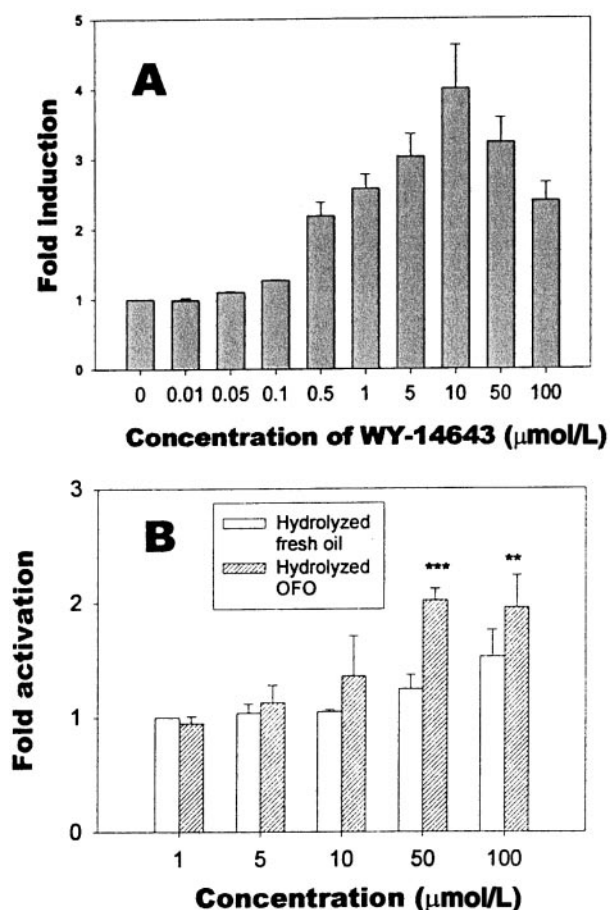 5
4
3
2
1
0
A
Fold induction
0 0.01 0.05 0.1 0.5 1 5 10 50 100
Concentration of WY-14643 (μmol/L)
3
2
1
0
B
Hydrolyzed
fresh oil
Hydrolyzed
OFO
***
**
Fold activation
1 5 10 50 100
Concentration (μmol/L)